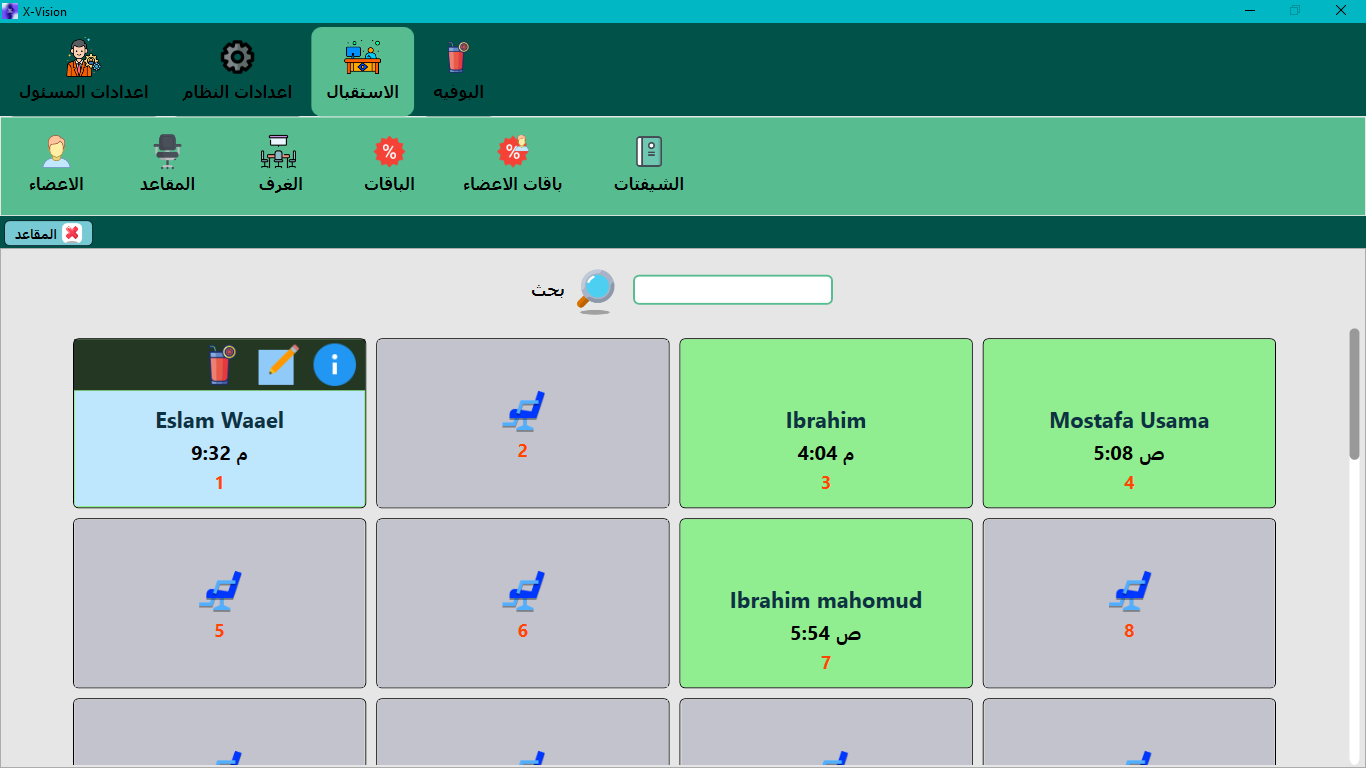 X-Vision
اعدادات المسئول
اعدادات النظام
الاستقبال
البوفيه
الاعضاء
المقاعد
الغرف
الباقات
باقات الاعضاء
الشيفتات
المقاعد
بحث
Eslam Waael
9:32 م
1
2
Ibrahim
4:04 م
3
Mostafa Usama
5:08 ص
4
5
6
Ibrahim mahomud
5:54 ص
7
8